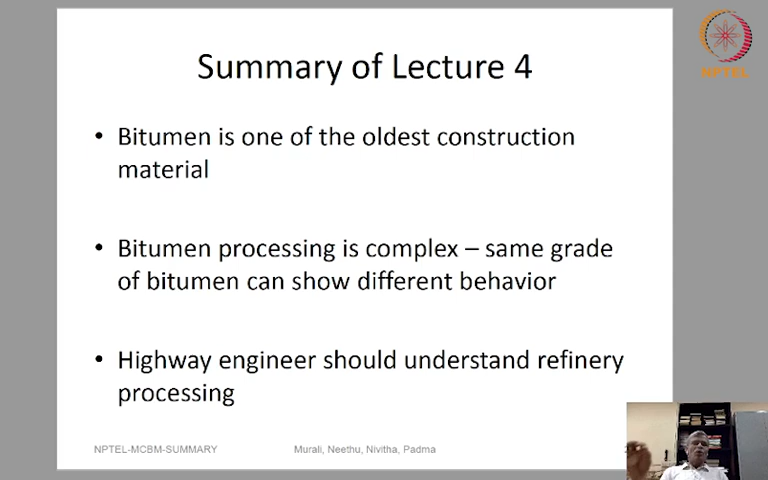 NPTEL
Summary of Lecture 4
• Bitumen is one of the oldest construction
material
• Bitumen processing is complex – same grade
of bitumen can show different behavior
• Highway engineer should understand refinery
processing
NPTEL-MCBM-SUMMARY
Murali, Neethu, Nivitha, Padma